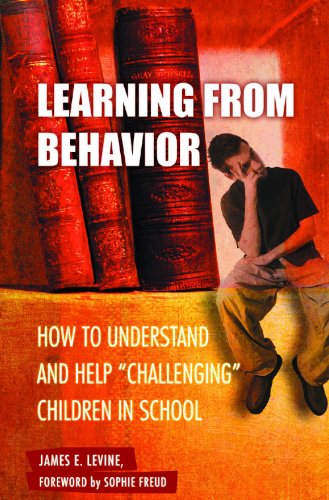 LEARNING FROM
BEHAVIOR
HOW TO UNDERSTAND
AND HELP “CHALLENGING”
CHILDREN IN SCHOOL
JAMES E. LEVINE,
FOREWORD by SOPHIE FREUD